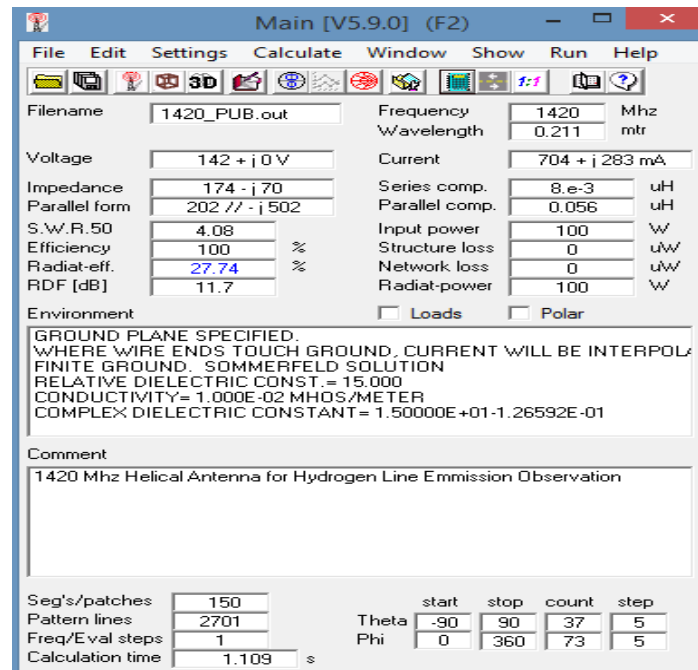 Main [V5.9.0] (F2)
File Edit Settings Calculate Window Show Run Help
3D 1:1
Filename 1420_PUB.out Frequency 1420 Mhz
Wavelength 0.211 mtr
Voltage 142 + j 0 V Current 704 + j 283 mA
Impedance 174 - j 70 Series comp. 8.e-3 uH
Parallel form 202 // - j 502 Parallel comp. 0.056 uH
S.W.R.50 4.08 Input power 100 W
Efficiency 100 % Structure loss 0 uW
Radiat-eff. 27.74 % Network loss 0 uW
RDF [dB] 11.7 Radiat-power 100 W
Environment Loads Polar
GROUND PLANE SPECIFIED.
WHERE WIRE ENDS TOUCH GROUND, CURRENT WILL BE INTERPOLA
FINITE GROUND. SOMMERFELD SOLUTION
RELATIVE DIELECTRIC CONST.= 15.000
CONDUCTIVITY= 1.000E-02 MHOS/METER
COMPLEX DIELECTRIC CONSTANT= 1.50000E+01-1.26592E-01
Comment
1420 Mhz Helical Antenna for Hydrogen Line Emmission Observation
Seg's/patches 150 start stop count step
Pattern lines 2701 Theta -90 90 37 5
Freq/Eval steps 1 Phi 0 360 73 5
Calculation time 1.109 s